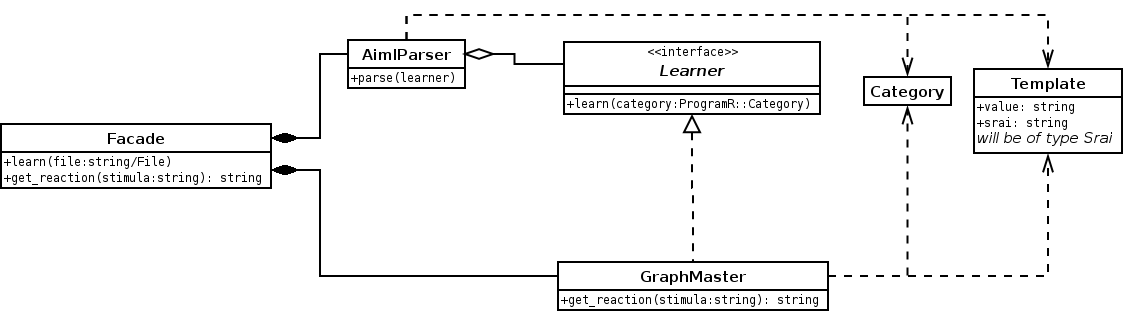 AimlParser
+parse(learner)
<<interface>>
Learner
+learn(category:ProgramR::Category)
Category
Template
+value: string
+srai: string
will be of type Srai
Facade
+learn(file:string/File)
+get_reaction(stimula:string): string
GraphMaster
+get_reaction(stimula:string): string